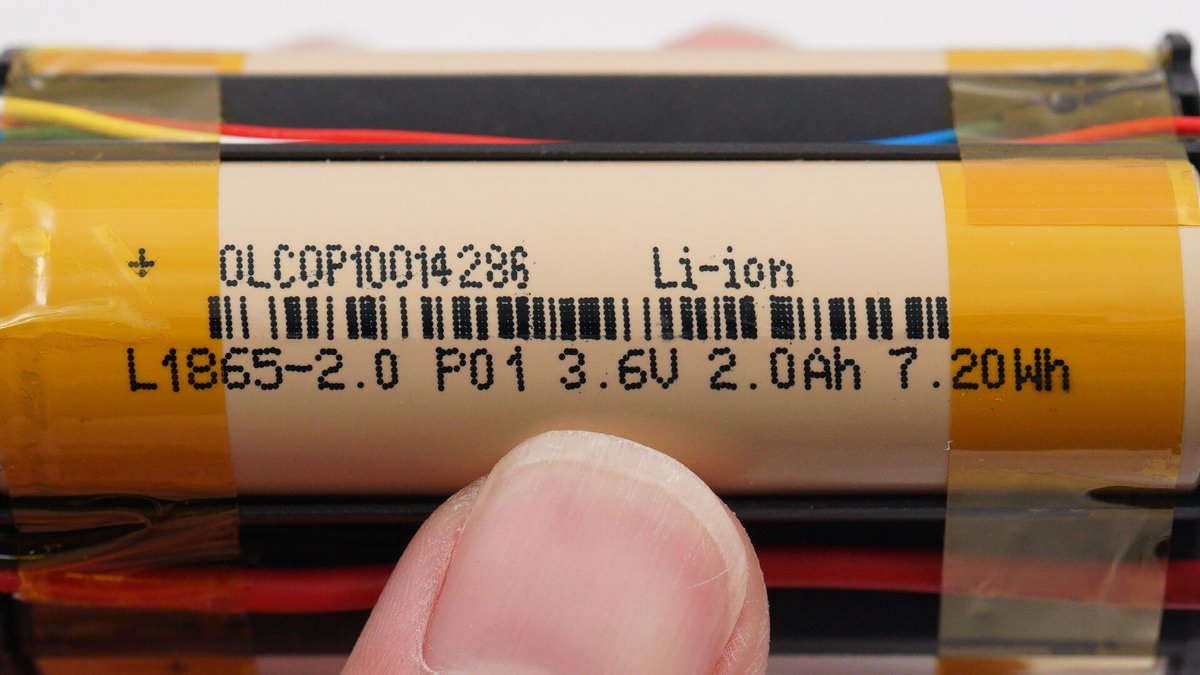 OLCOP10014286 Li-ion
L1865-2.0 P01 3.6V 2.0Ah 7.20Wh